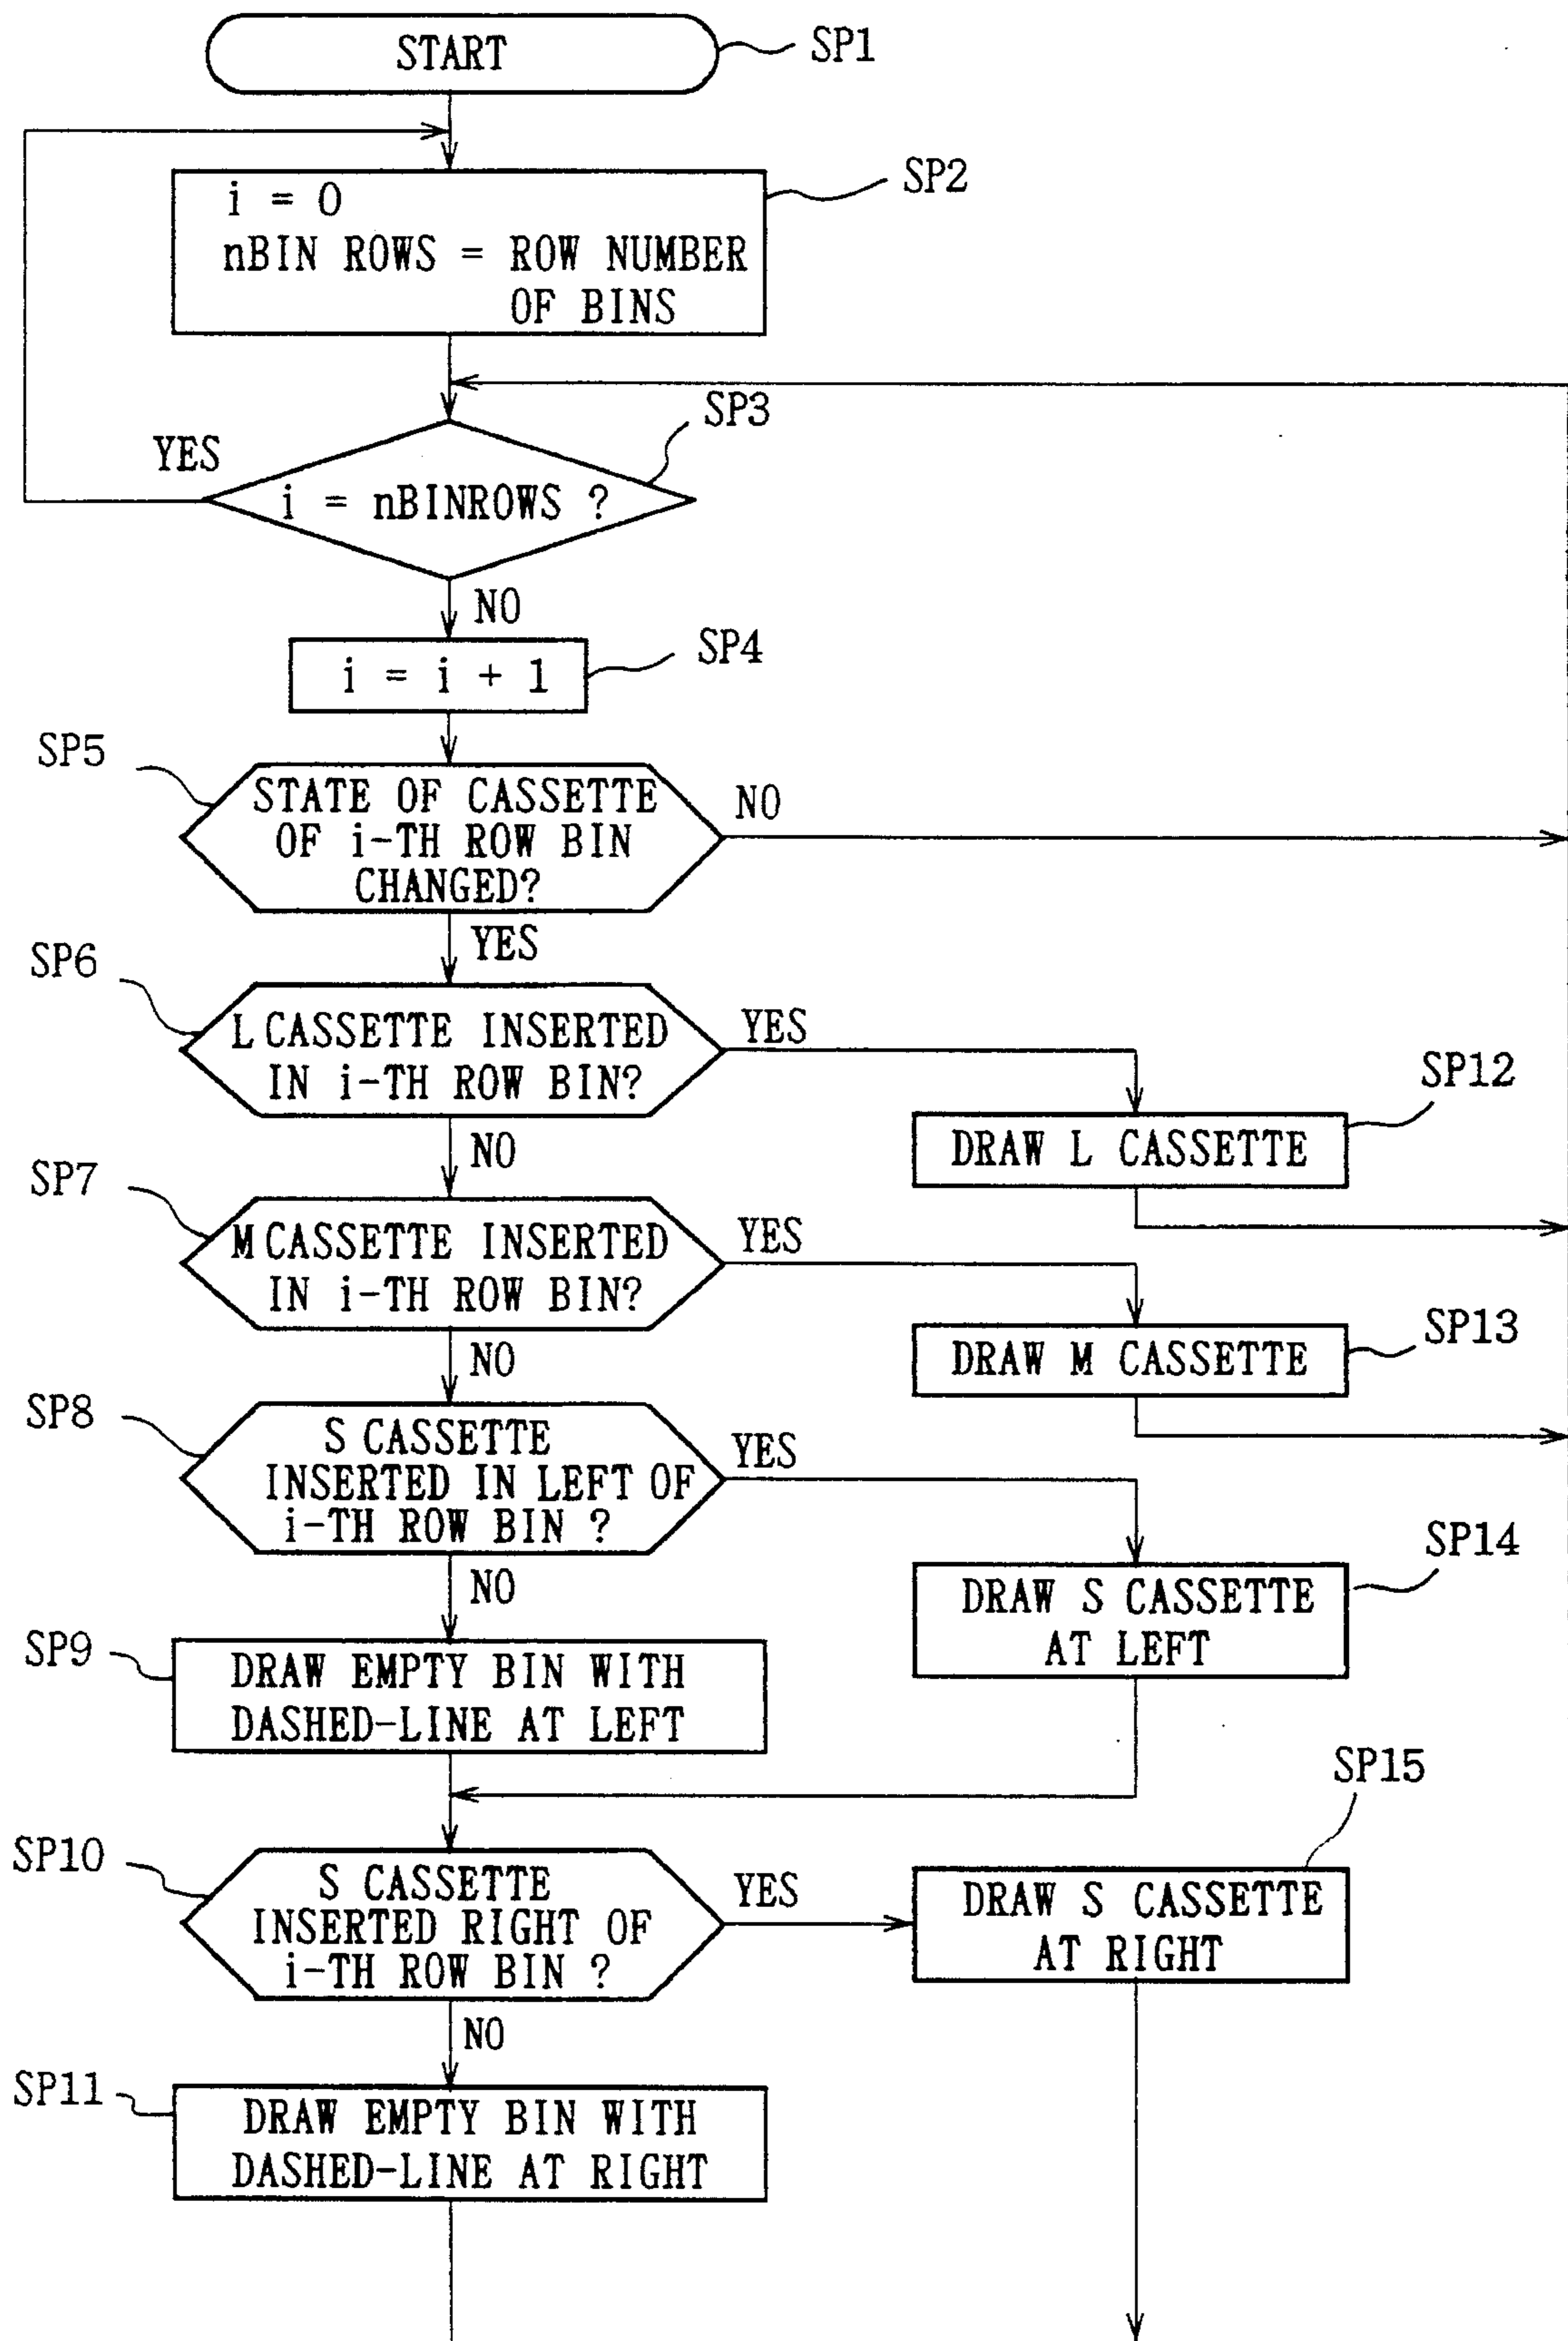 START
SP1
SP2
i = 0
nBIN ROWS = ROW NUMBER
OF BINS
SP3
YES
i = nBINROWS ?
NO
SP4
i = i + 1
SP5
STATE OF CASSETTE
OF i-TH ROW BIN
CHANGED?
NO
YES
SP6
L CASSETTE INSERTED
IN i-TH ROW BIN?
YES
SP12
DRAW L CASSETTE
NO
SP7
M CASSETTE INSERTED
IN i-TH ROW BIN?
YES
SP13
DRAW M CASSETTE
NO
SP8
S CASSETTE
INSERTED IN LEFT OF
i-TH ROW BIN ?
YES
SP14
DRAW S CASSETTE
AT LEFT
NO
SP9
DRAW EMPTY BIN WITH
DASHED-LINE AT LEFT
SP10
S CASSETTE
INSERTED RIGHT OF
i-TH ROW BIN ?
YES
SP15
DRAW S CASSETTE
AT RIGHT
NO
SP11
DRAW EMPTY BIN WITH
DASHED-LINE AT RIGHT